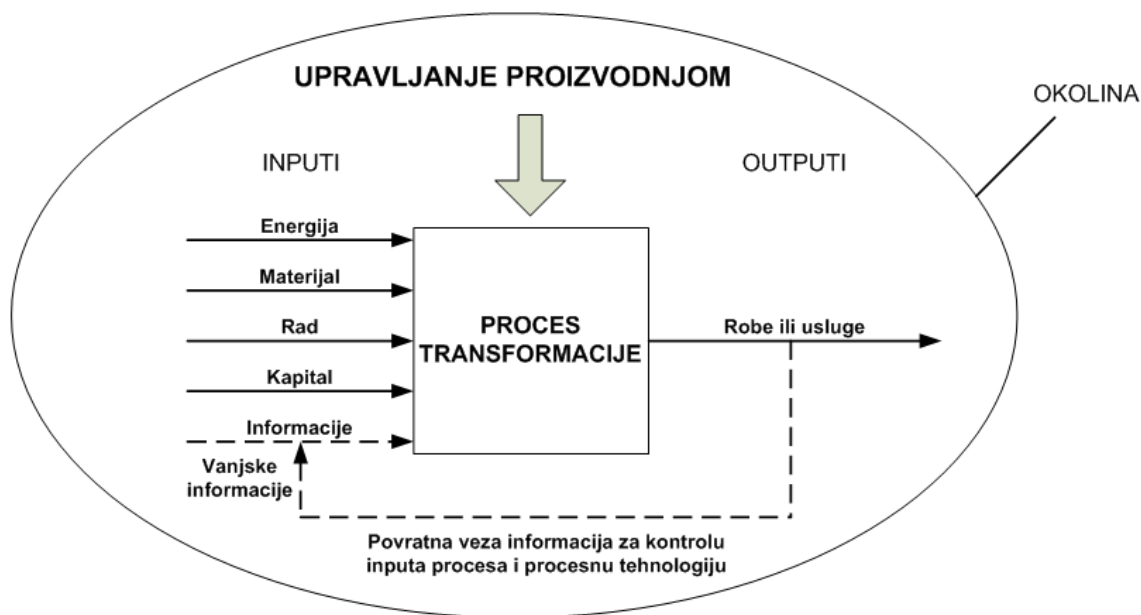 UPRAVLJANJE PROIZVODNJOM
OKOLINA
INPUTI
OUTPUTI
Energija
Materijal
Rad
Kapital
Informacije
Vanjske
informacije
PROCES
TRANSFORMACIJE
Robe ili usluge
Povratna veza informacija za kontrolu
inputa procesa i procesnu tehnologiju